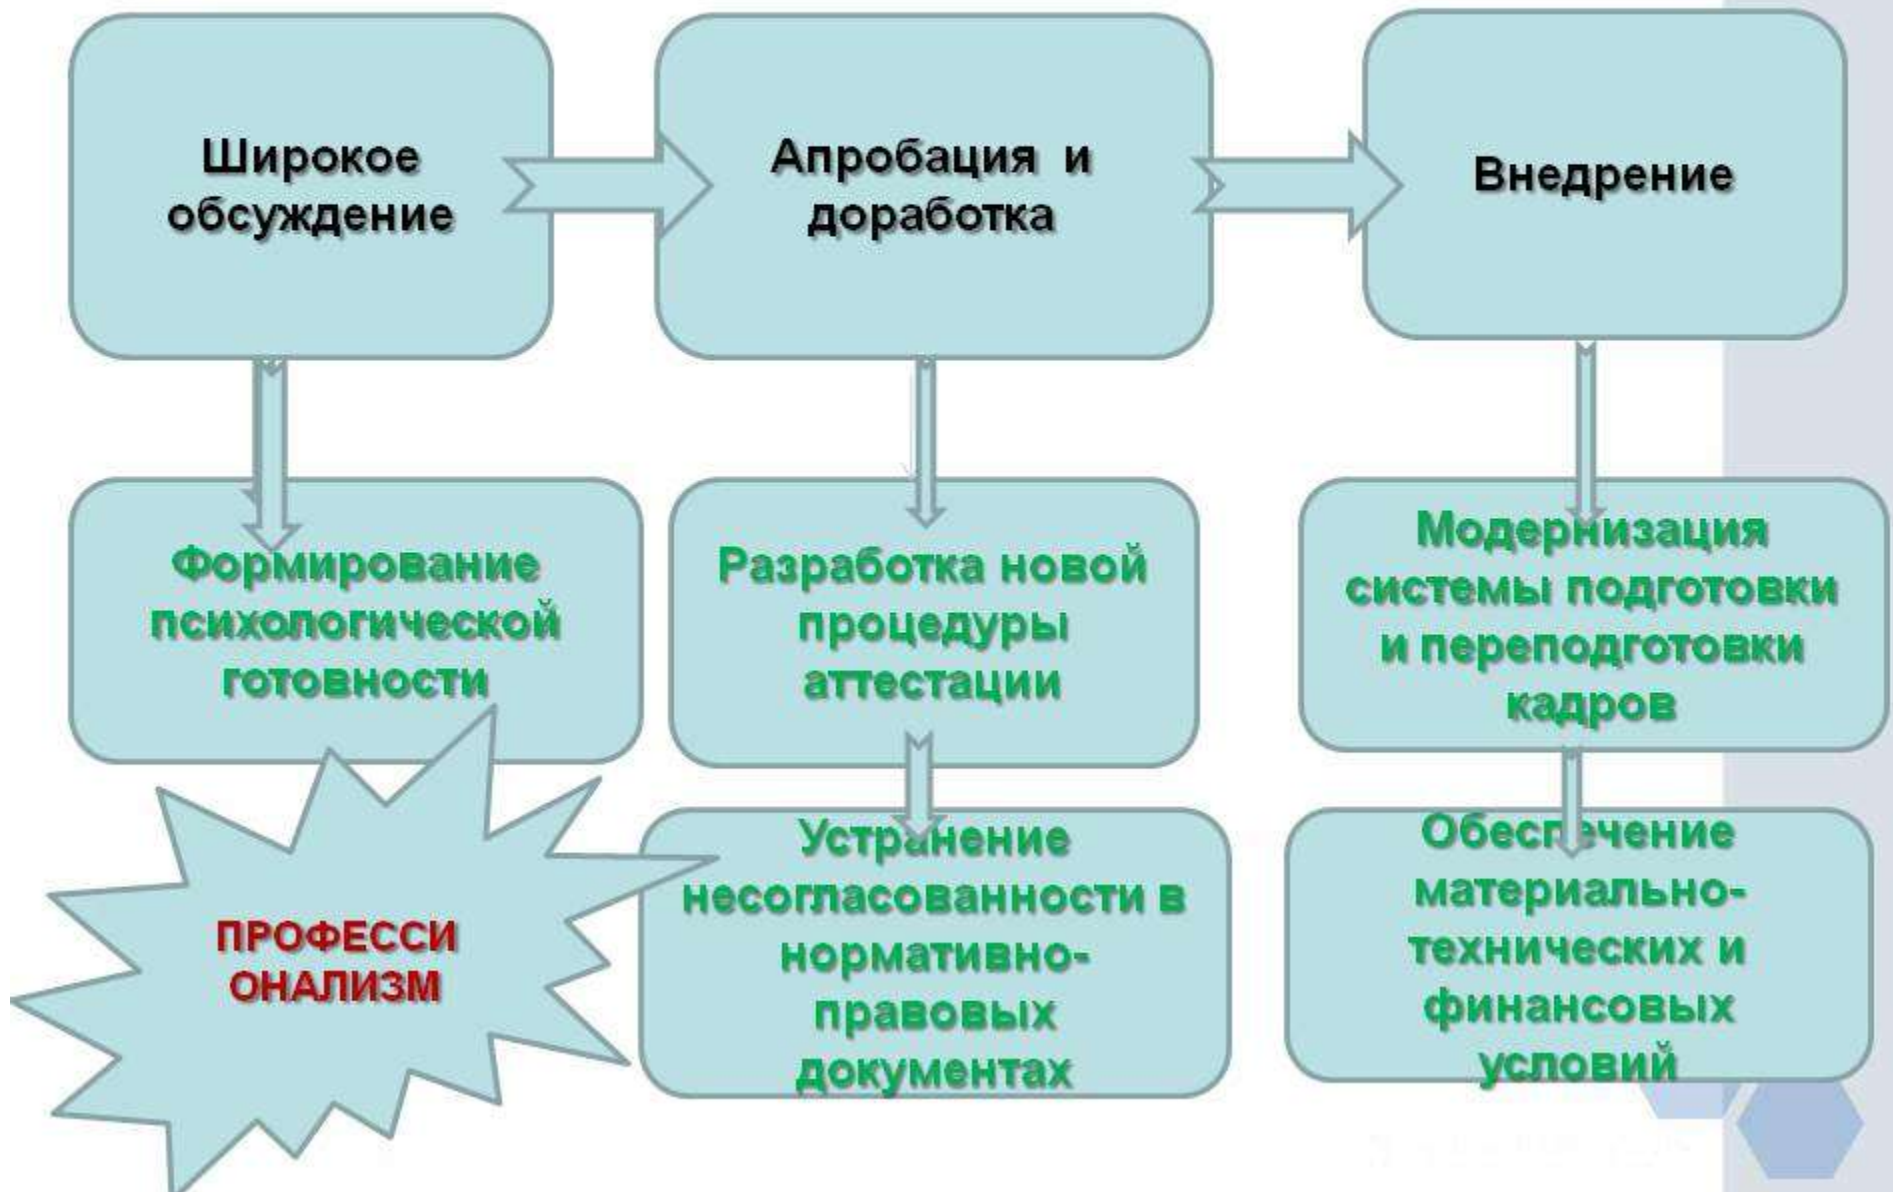 Широкое
обсуждение
Апробация и
доработка
Внедрение
Формирование
психологической
готовности
Разработка новой
процедуры
аттестации
Модернизация
системы подготовки
и переподготовки
кадров
ПРОФЕССИ
ОНАЛИЗМ
Устранение
несогласованности в
нормативно-
правовых
документах
Обеспечение
материально-
технических и
финансовых
условий